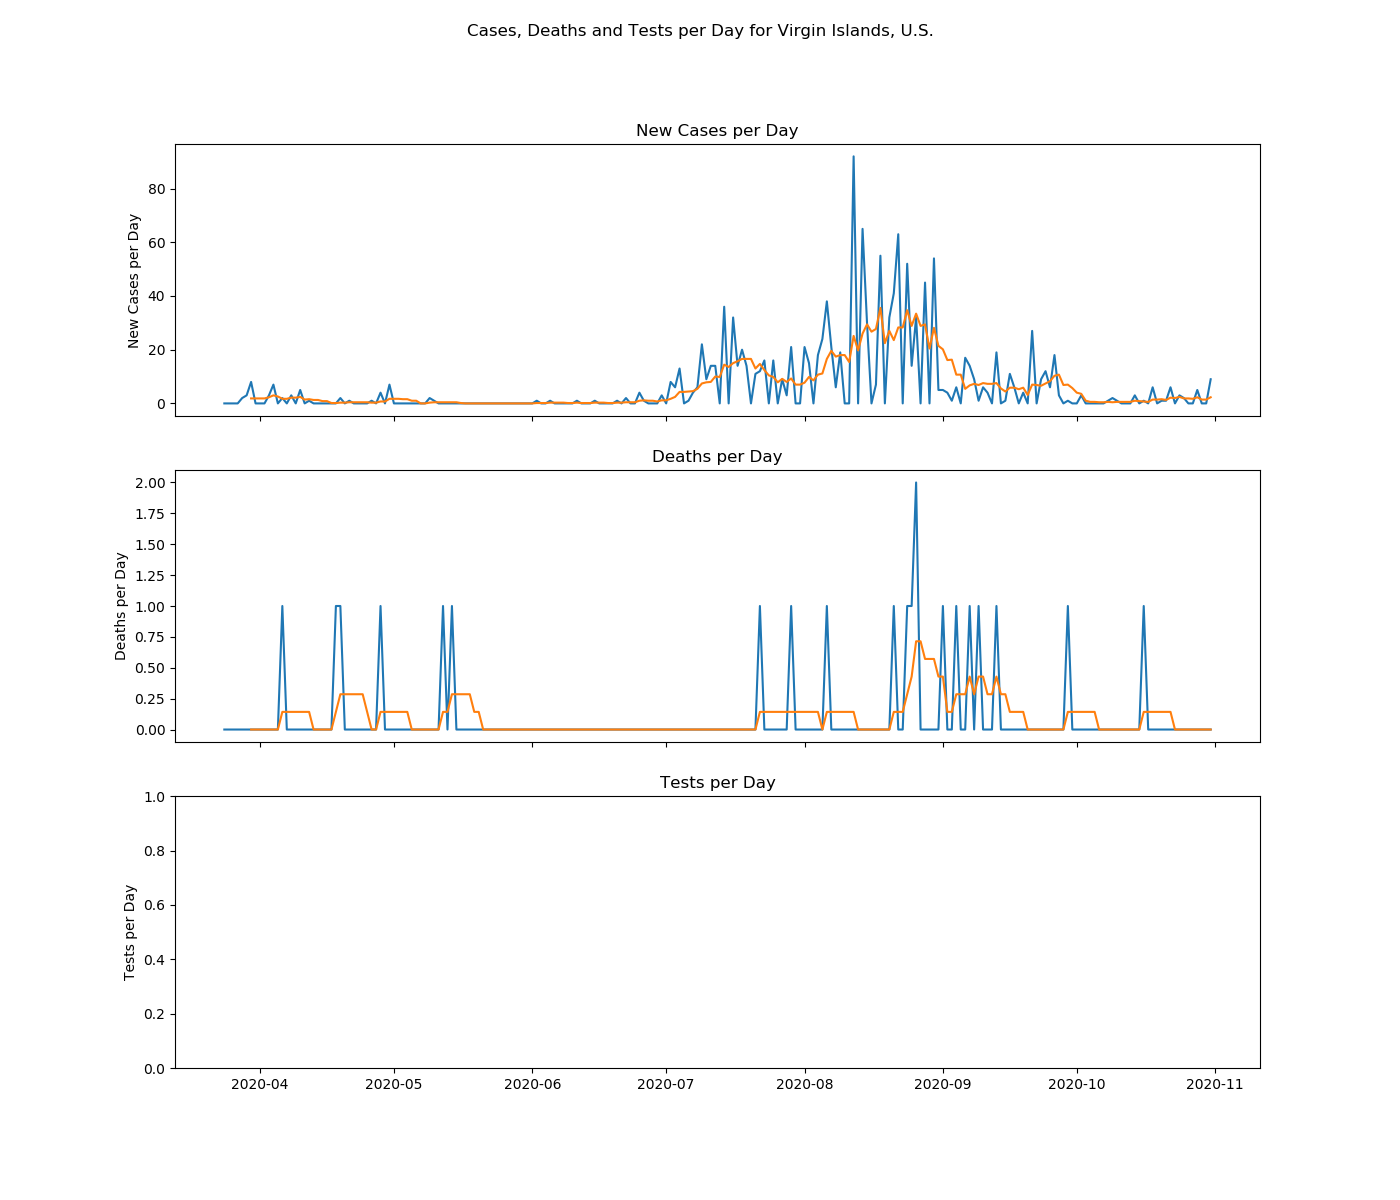 Cases, Deaths and Tests per Day for Virgin Islands, U.S.
New Cases per Day
New Cases per Day
80
60
40
20
0
Deaths per Day
Deaths per Day
2.00
1.75
1.50
1.25
1.00
0.75
0.50
0.25
0.00
Tests per Day
Tests per Day
1.0
0.8
0.6
0.4
0.2
0.0
2020-04 2020-05 2020-06 2020-07 2020-08 2020-09 2020-10 2020-11